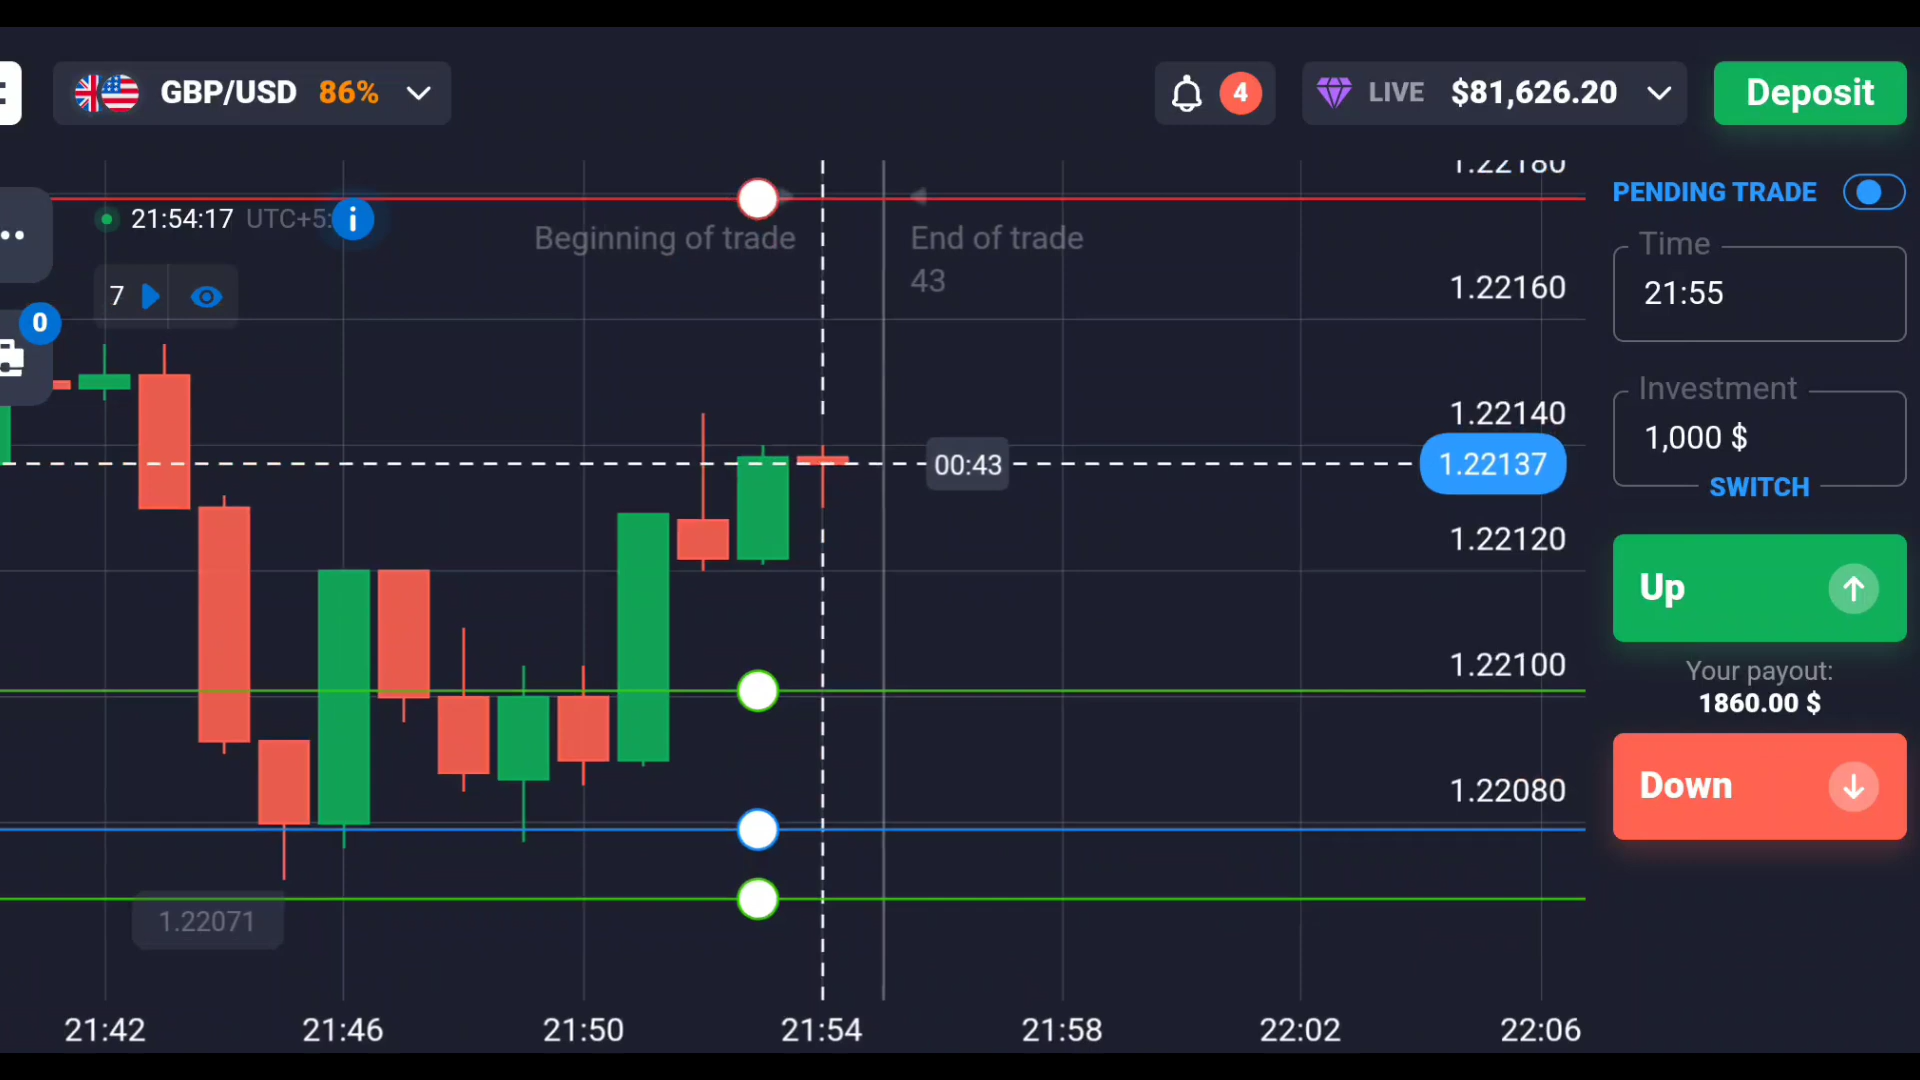 GBP/USD 86%
4
LIVE $81,626.20
Deposit
21:54:17 UTC+5:
i
7
0
Beginning of trade
End of trade
43
1.22180
1.22160
1.22140
1.22137
1.22120
1.22100
1.22080
00:43
1.22071
21:42 21:46 21:50 21:54 21:58 22:02 22:06
PENDING TRADE
Time
21:55
Investment
1,000 $
SWITCH
Up
Your payout:
1860.00 $
Down